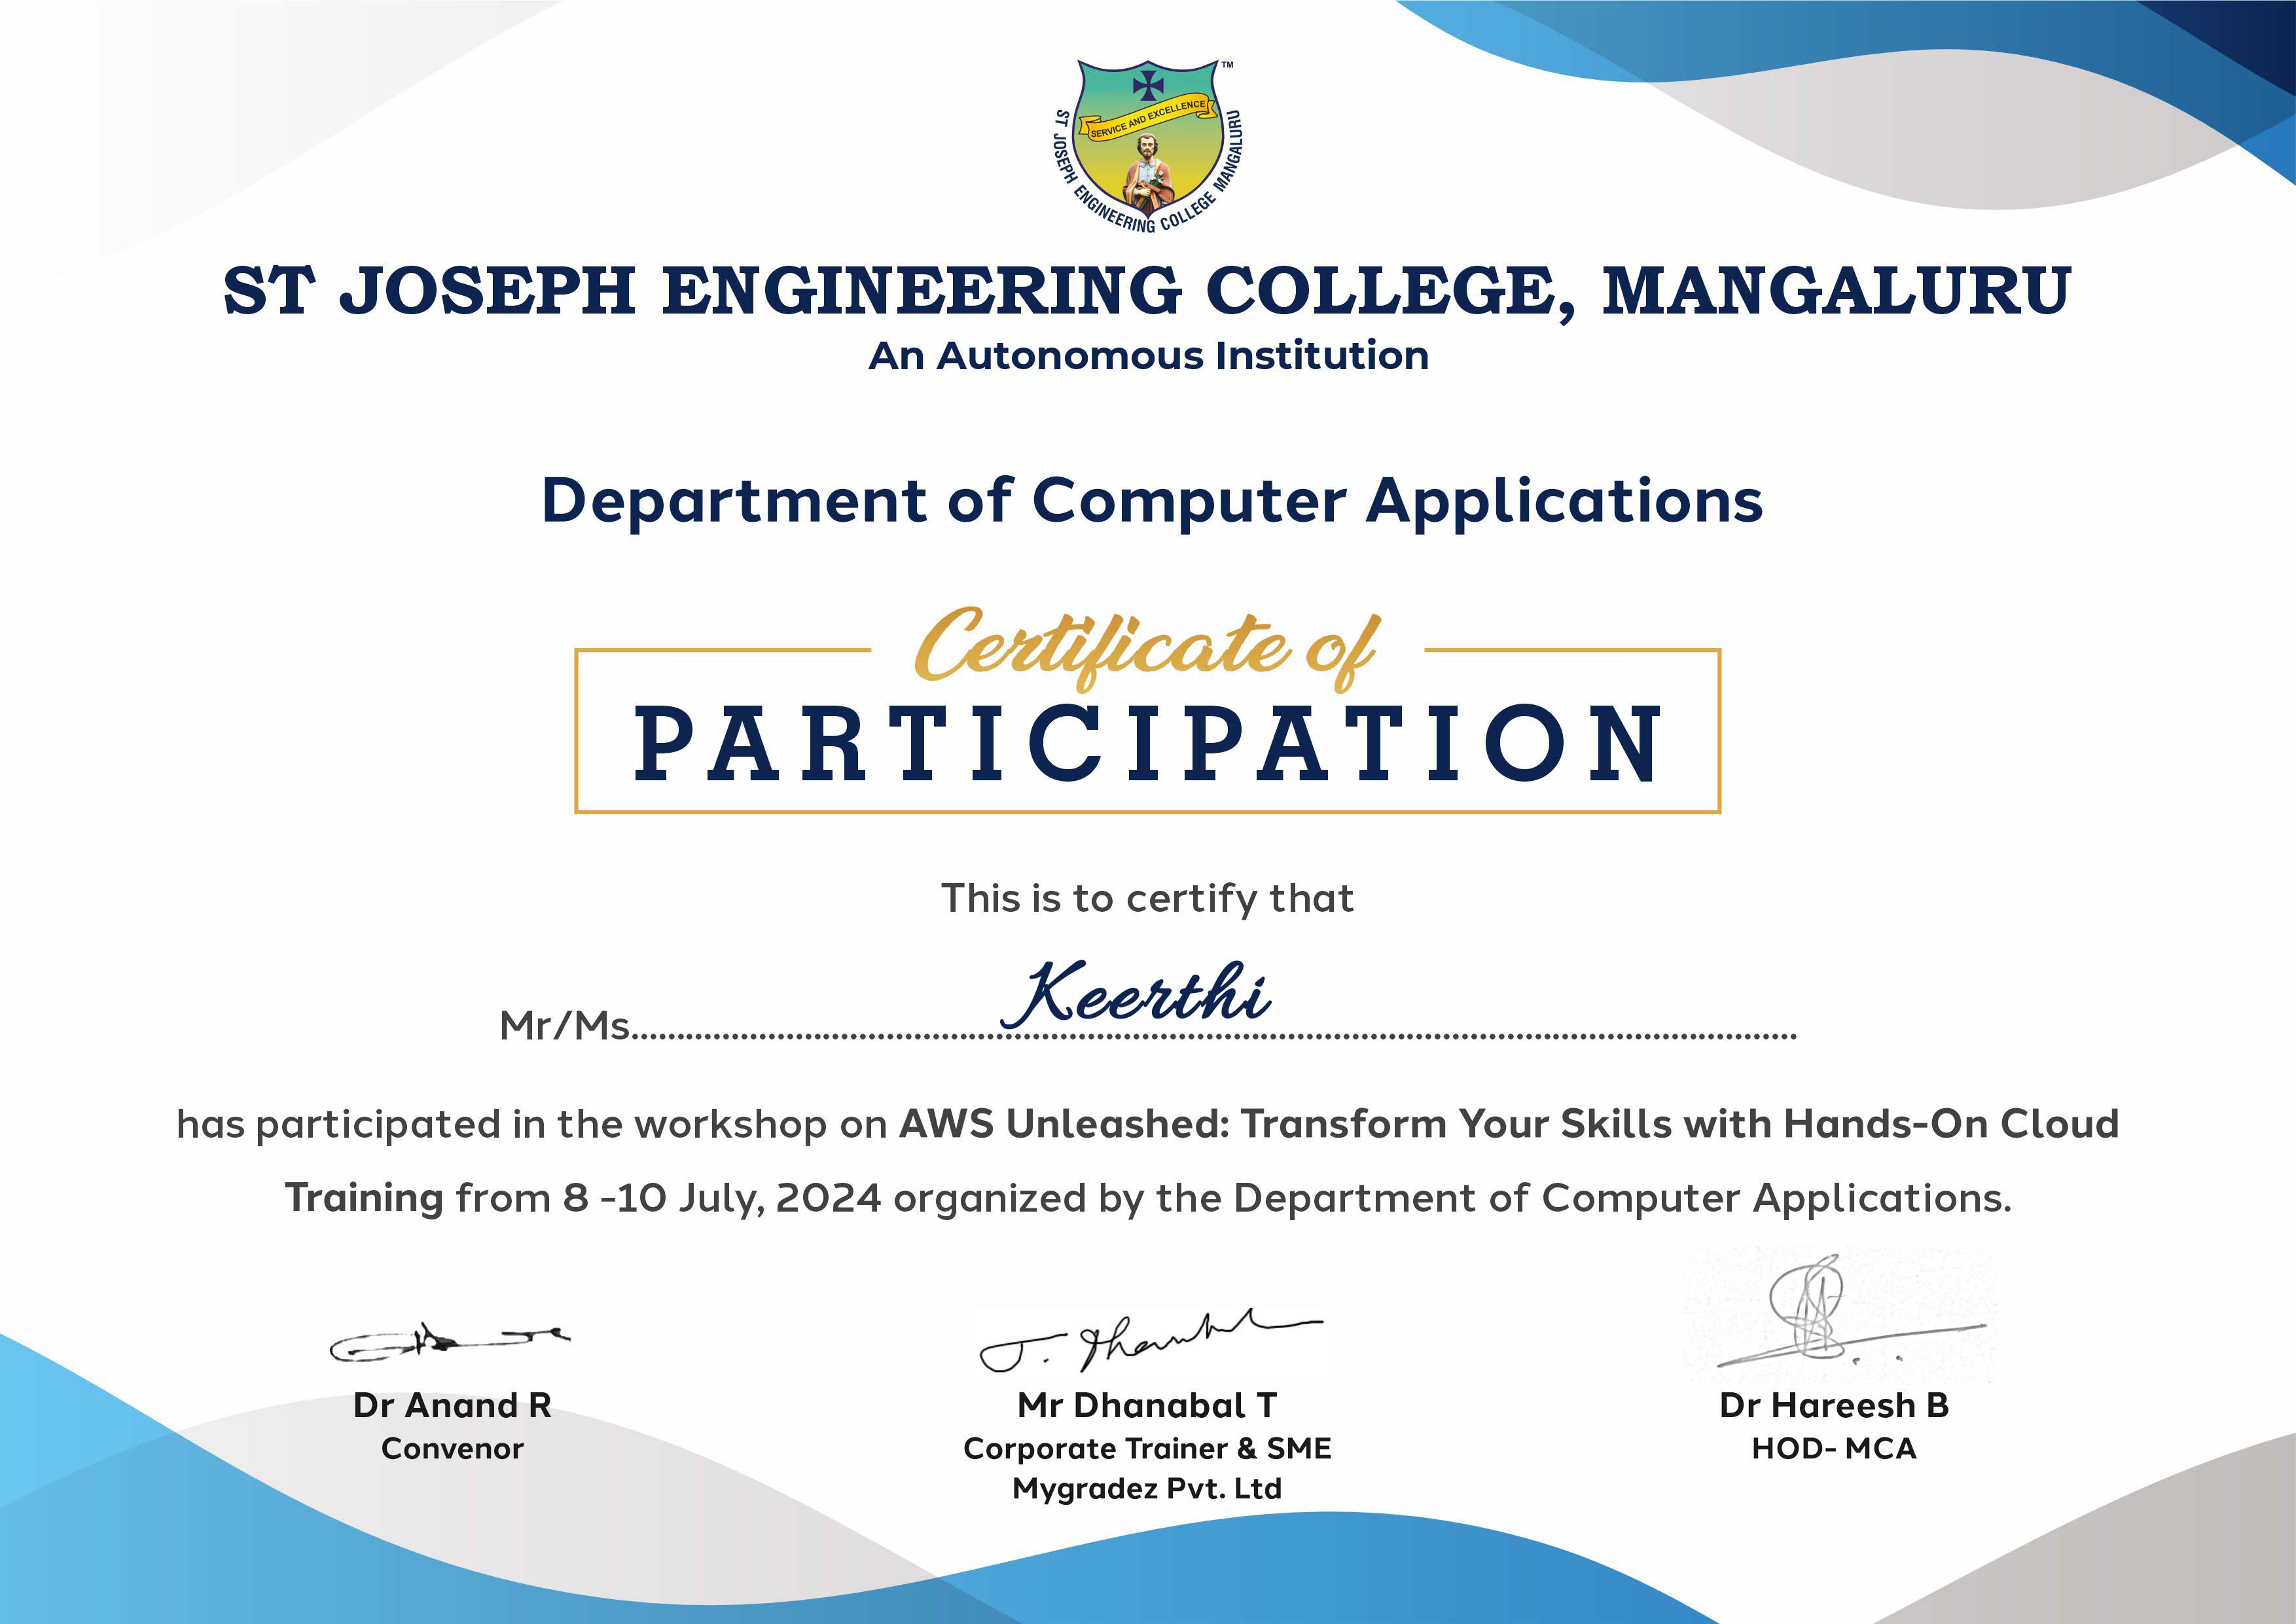 TM
SERVICE AND EXCELLENCE
ST JOSEPH ENGINEERING COLLEGE MANGALURU
ST JOSEPH ENGINEERING COLLEGE, MANGALURU
An Autonomous Institution
Department of Computer Applications
Certificate of
PARTICIPATION
This is to certify that
Keerthi
Mr/Ms................................................................................................................................
has participated in the workshop on AWS Unleashed: Transform Your Skills with Hands-On Cloud
Training from 8 -10 July, 2024 organized by the Department of Computer Applications.
Dr Anand R
Convenor
T. Dhanabal
Mr Dhanabal T
Corporate Trainer & SME
Mygradez Pvt. Ltd
Dr Hareesh B
HOD- MCA